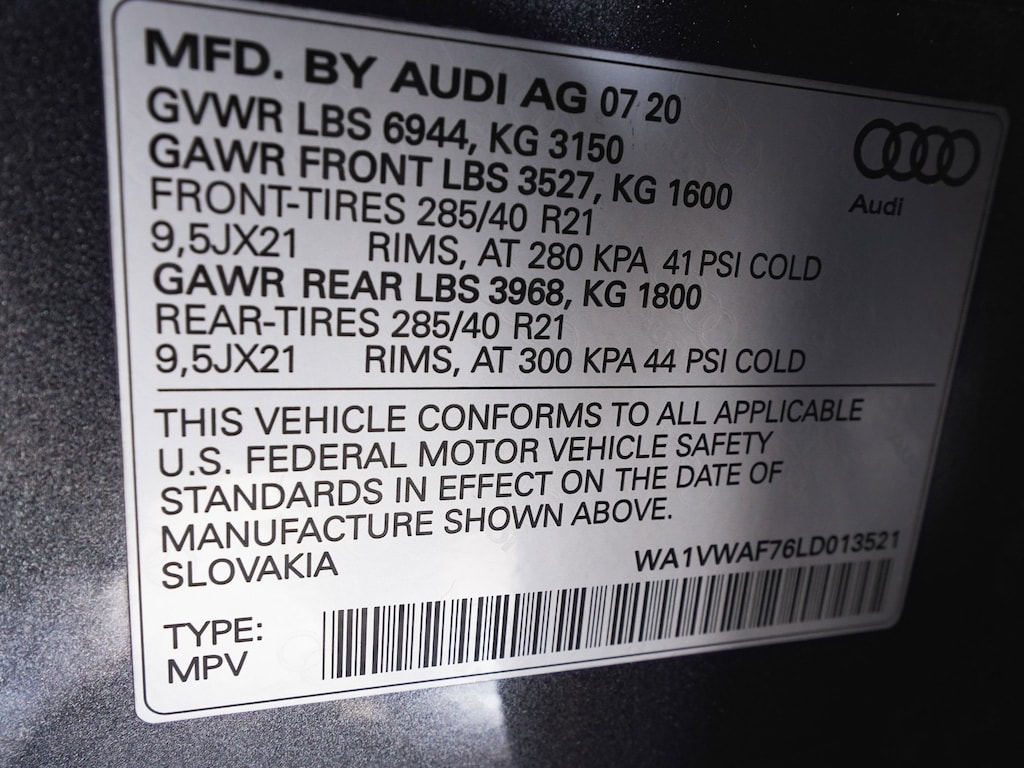 MFD. BY AUDI AG 07 20
GVWR LBS 6944, KG 3150
GAWR FRONT LBS 3527, KG 1600
FRONT-TIRES 285/40 R21
9,5JX21 RIMS, AT 280 KPA 41 PSI COLD
GAWR REAR LBS 3968, KG 1800
REAR-TIRES 285/40 R21
9,5JX21 RIMS, AT 300 KPA 44 PSI COLD
Audi
THIS VEHICLE CONFORMS TO ALL APPLICABLE
U.S. FEDERAL MOTOR VEHICLE SAFETY
STANDARDS IN EFFECT ON THE DATE OF
MANUFACTURE SHOWN ABOVE.
SLOVAKIA
WA1VWAF76LD013521
TYPE:
MPV